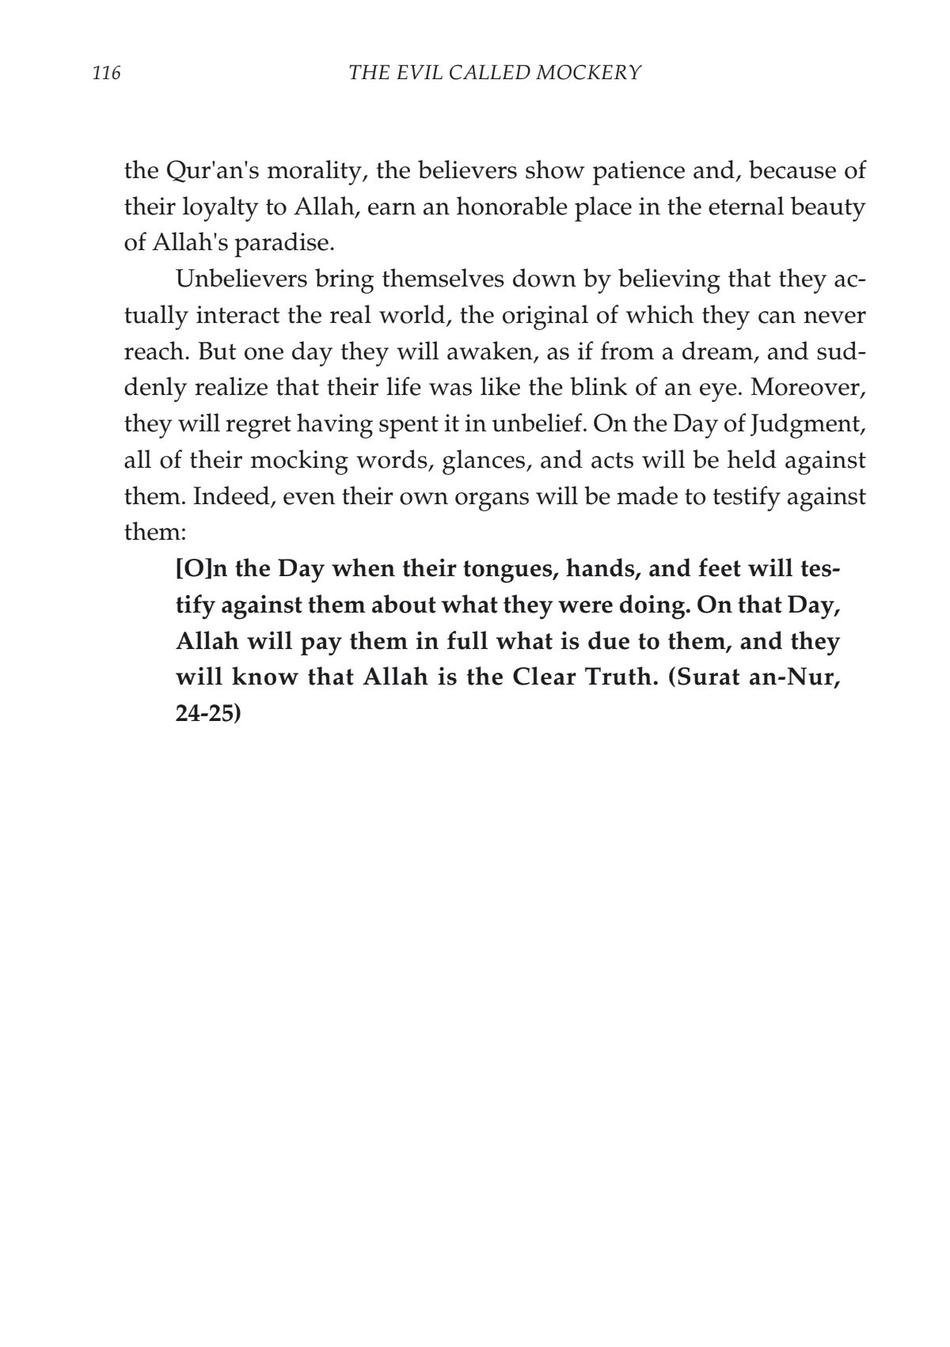 116
THE EVIL CALLED MOCKERY
the Qur'an's morality, the believers show patience and, because of
their loyalty to Allah, earn an honorable place in the eternal beauty
of Allah's paradise.
Unbelievers bring themselves down by believing that they ac-
tually interact the real world, the original of which they can never
reach. But one day they will awaken, as if from a dream, and sud-
denly realize that their life was like the blink of an eye. Moreover,
they will regret having spent it in unbelief. On the Day of Judgment,
all of their mocking words, glances, and acts will be held against
them. Indeed, even their own organs will be made to testify against
them:
[O]n the Day when their tongues, hands, and feet will tes-
tify against them about what they were doing. On that Day,
Allah will pay them in full what is due to them, and they
will know that Allah is the Clear Truth. (Surat an-Nur,
24-25)